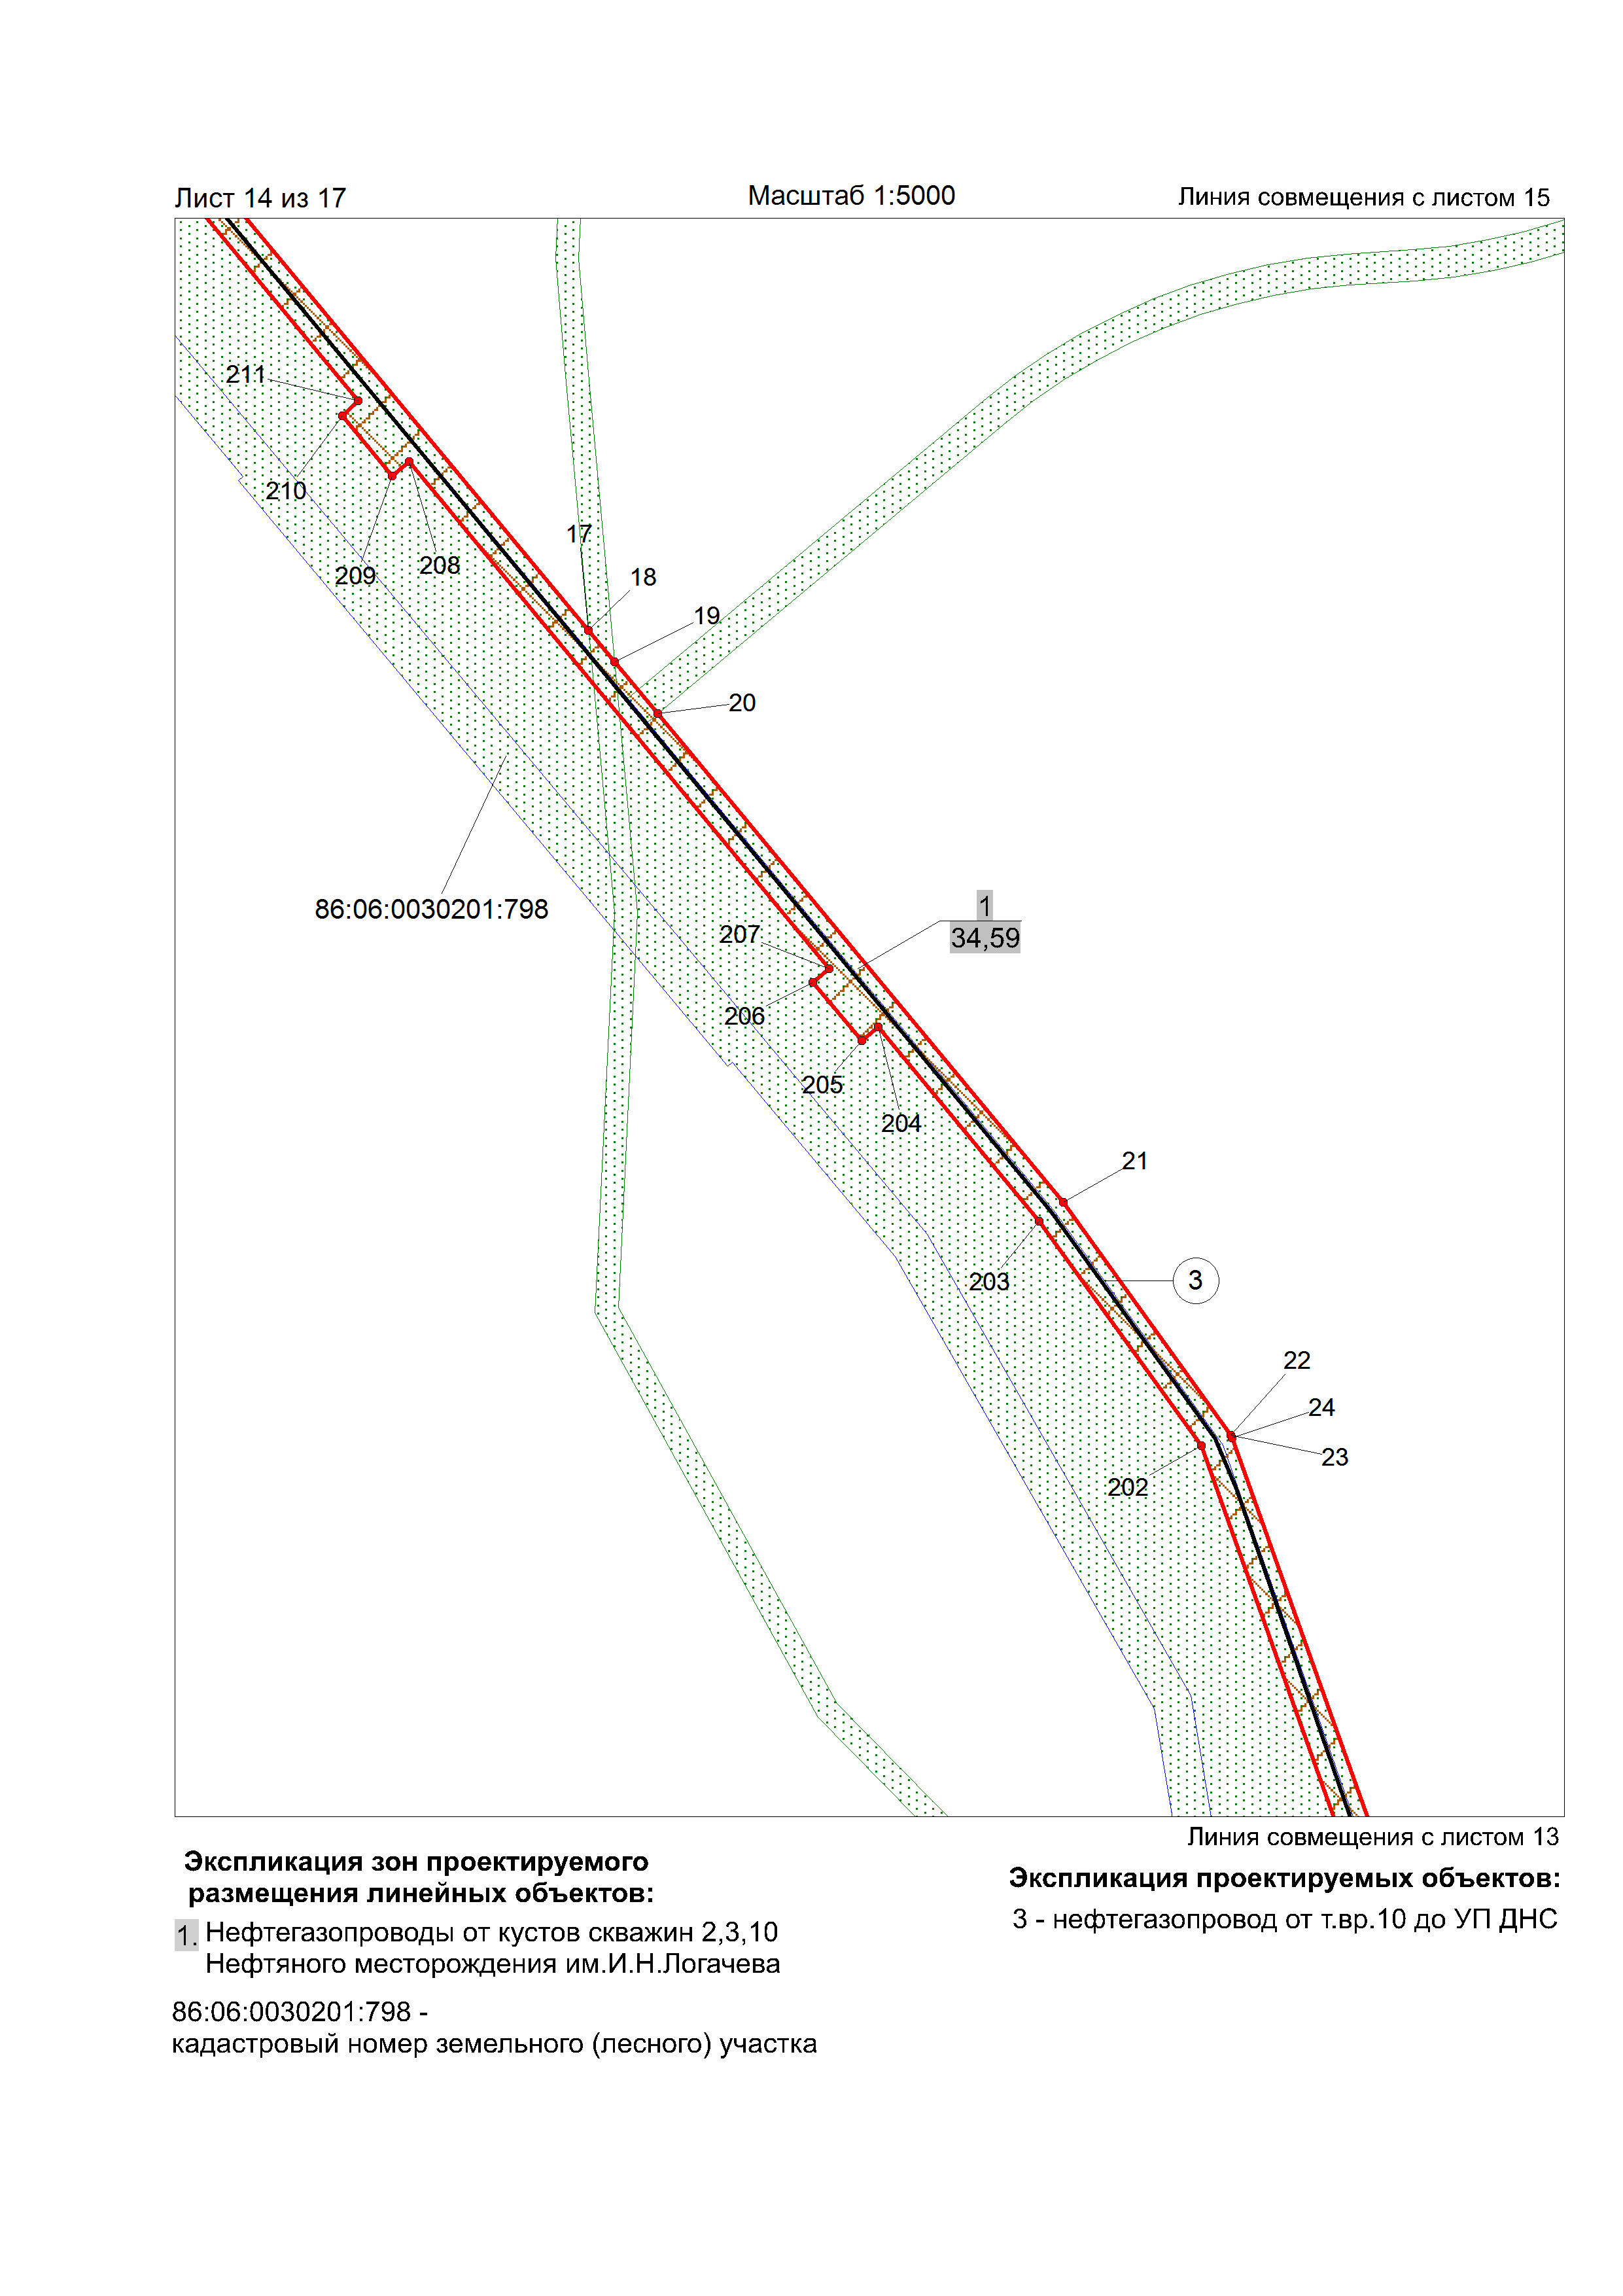 Лист 14 из 17
Масштаб 1:5000
Линия совмещения с листом 15
211
210
209
208
17
18
19
20
86:06:0030201:798
1
34,59
207
206
205
204
21
203
3
22
24
23
202
Линия совмещения с листом 13
Экспликация зон проектируемого
размещения линейных объектов:
1. Нефтегазопроводы от кустов скважин 2,3,10
Нефтяного месторождения им.И.Н.Логачева
86:06:0030201:798 -
кадастровый номер земельного (лесного) участка
Экспликация проектируемых объектов:
3 - нефтегазопровод от т.вр.10 до УП ДНС